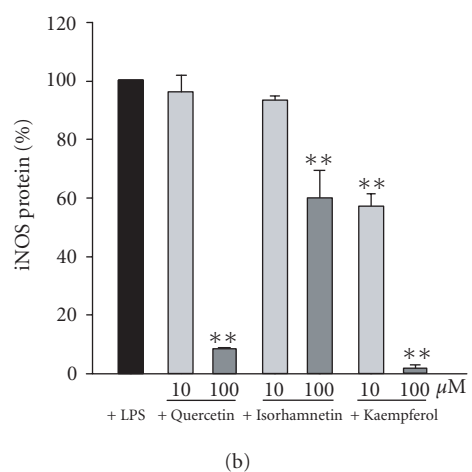 120
100
80
60
40
20
0
iNOS protein (%)
**
**
**
**
10 100 10 100 10 100 µM
+ LPS + Quercetin + Isorhamnetin + Kaempferol
(b)